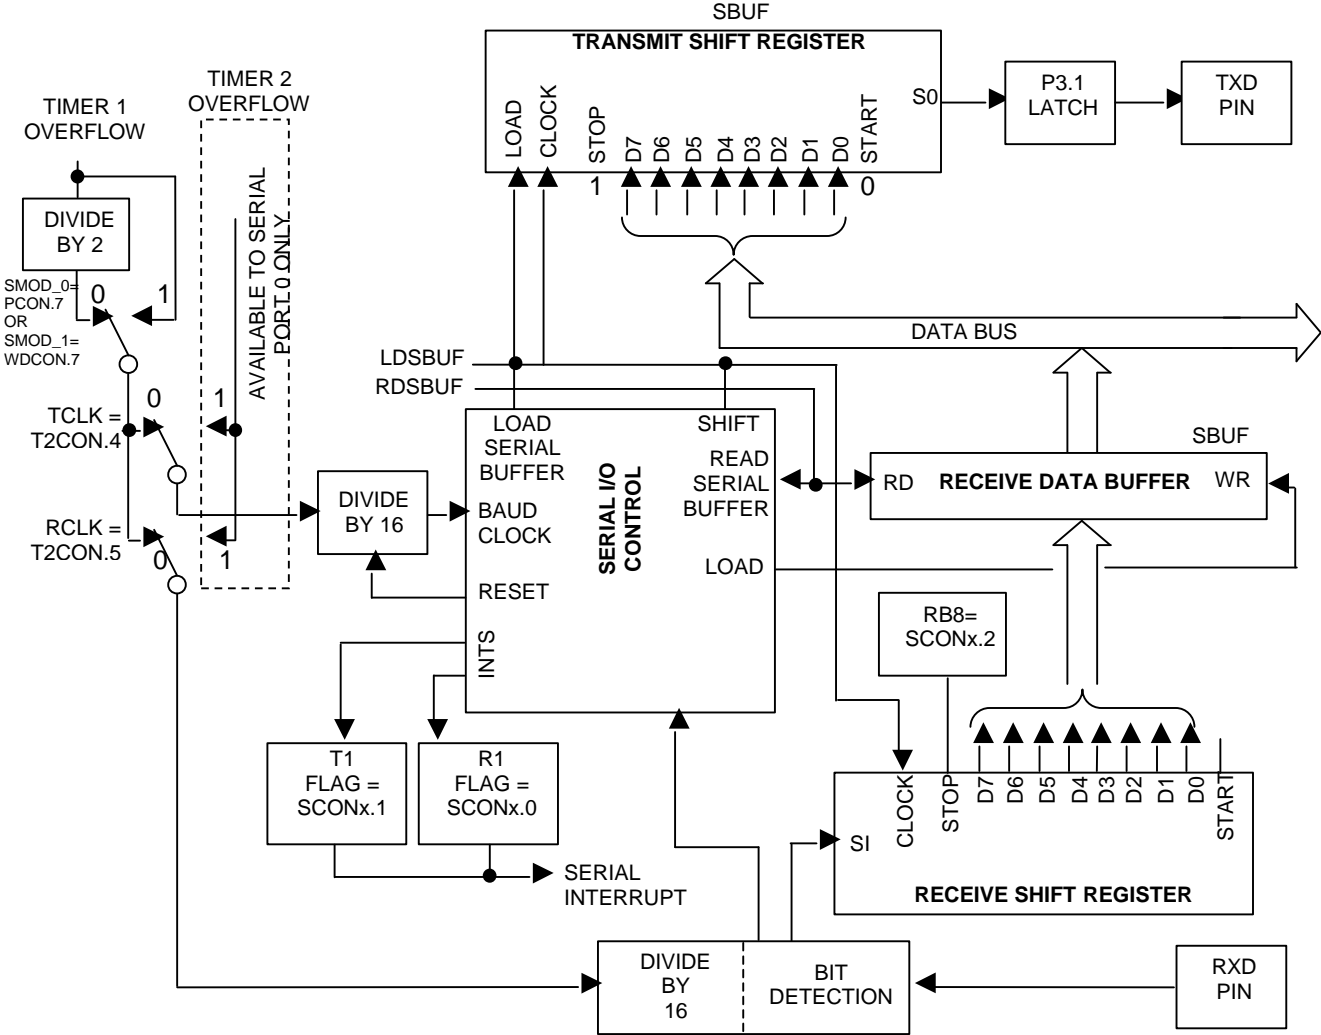 SBUF
TRANSMIT SHIFT REGISTER
LOAD
CLOCK
STOP
D7
D6
D5
D4
D3
D2
D1
D0
START
S0
1
0
P3.1
LATCH
TXD
PIN
TIMER 1
OVERFLOW
TIMER 2
OVERFLOW
AVAILABLE TO SERIAL
PORT 0 ONLY
DIVIDE
BY 2
SMOD_0=
PCON.7
OR
SMOD_1=
WDCON.7
0
1
TCLK =
T2CON.4
0
1
RCLK =
T2CON.5
0
1
DATA BUS
LDSBUF
RDSBUF
DIVIDE
BY 16
LOAD
SERIAL
BUFFER
SHIFT
READ
SERIAL
BUFFER
BAUD
CLOCK
SERIAL I/O
CONTROL
LOAD
RESET
INTS
SBUF
RD
RECEIVE DATA BUFFER
WR
RB8=
SCONx.2
T1
FLAG =
SCONx.1
R1
FLAG =
SCONx.0
SERIAL
INTERRUPT
CLOCK
STOP
D7
D6
D5
D4
D3
D2
D1
D0
START
SI
RECEIVE SHIFT REGISTER
DIVIDE
BY
16
BIT
DETECTION
RXD
PIN